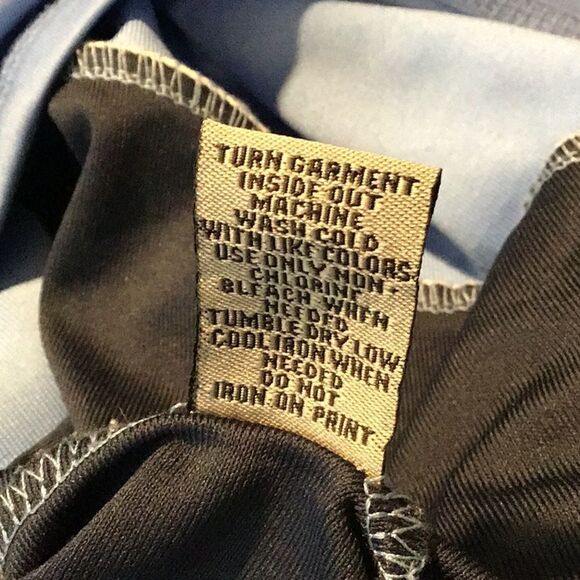 TURN GARMENT
INSIDE OUT
MACHINE
WASH COLD
WITH LIKE COLORS
USE ONLY NON-
CHLORINE
BLEACH WHEN
NEEDED
TUMBLE DRY LOW
COOL IRON WHEN
NEEDED
DO NOT
IRON ON PRINT